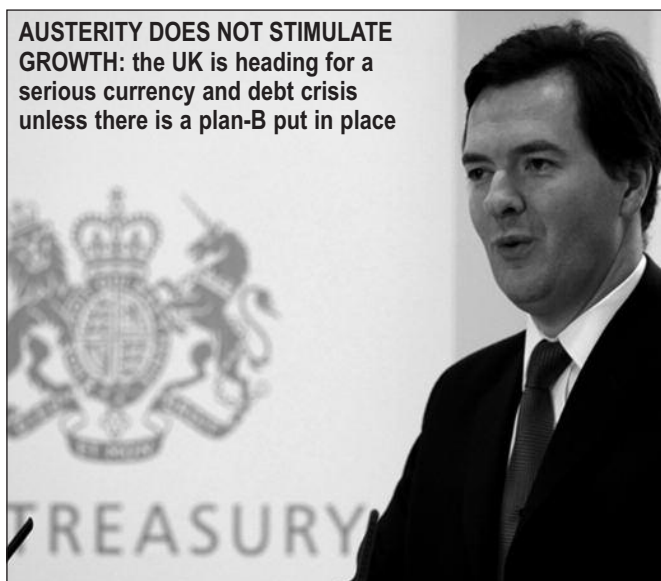 AUSTERITY DOES NOT STIMULATE
GROWTH: the UK is heading for a
serious currency and debt crisis
unless there is a plan-B put in place
TREASURY